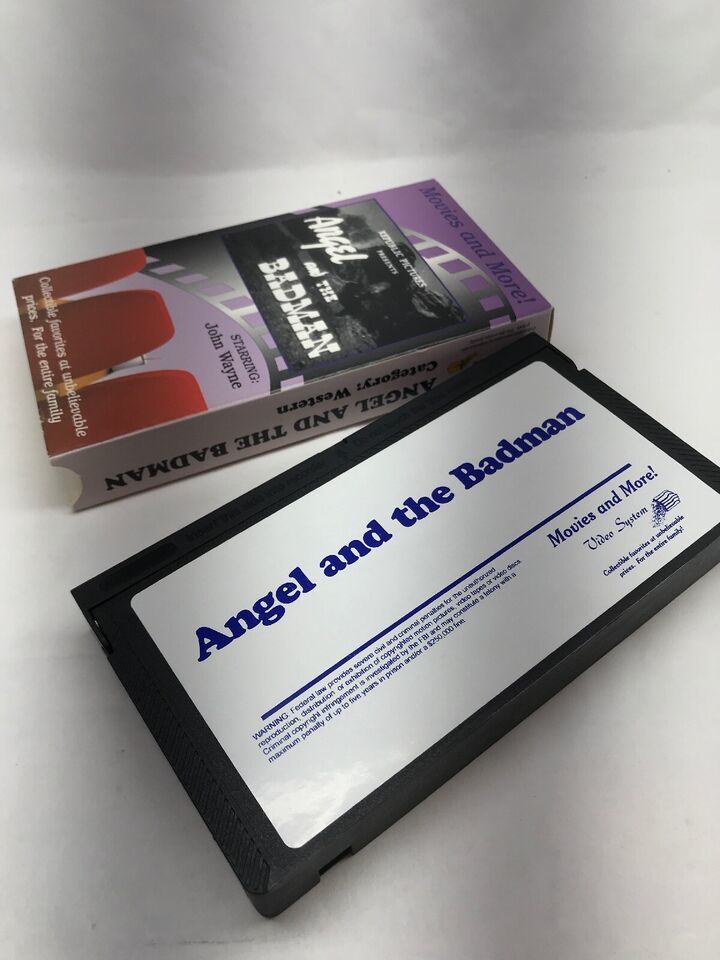 Movies and More!
REPUBLIC PICTURES
PRESENTS
ANGEL
and THE
BADMAN
STARRING:
John Wayne
Collectible favorites at unbelievable
prices. For the entire family
ANGEL AND THE BADMAN
Category: Western
Angel and the Badman
WARNING: Federal law provides severe civil and criminal penalties for the unauthorized
reproduction, distribution or exhibition of copyrighted motion pictures, video tapes or video discs.
Criminal copyright infringement is investigated by the FBI and may constitute a felony with a
maximum penalty of up to five years in prison and/or a $250,000 fine.
Movies and More!
Video System
Collectible favorites at unbelievable
prices. For the entire family!